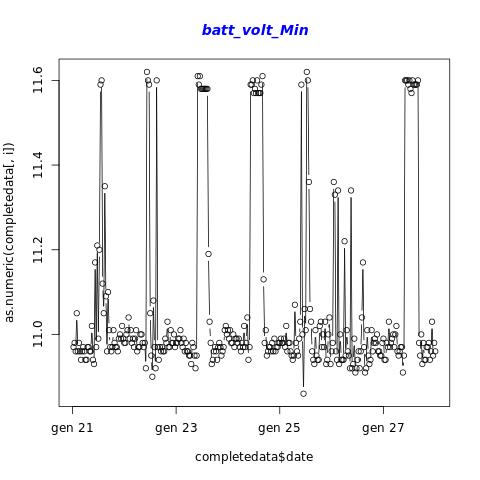 batt_volt_Min
as.numeric(completedata[, i])
11.6
11.4
11.2
11.0
gen 21
gen 23
gen 25
gen 27
completedata$date